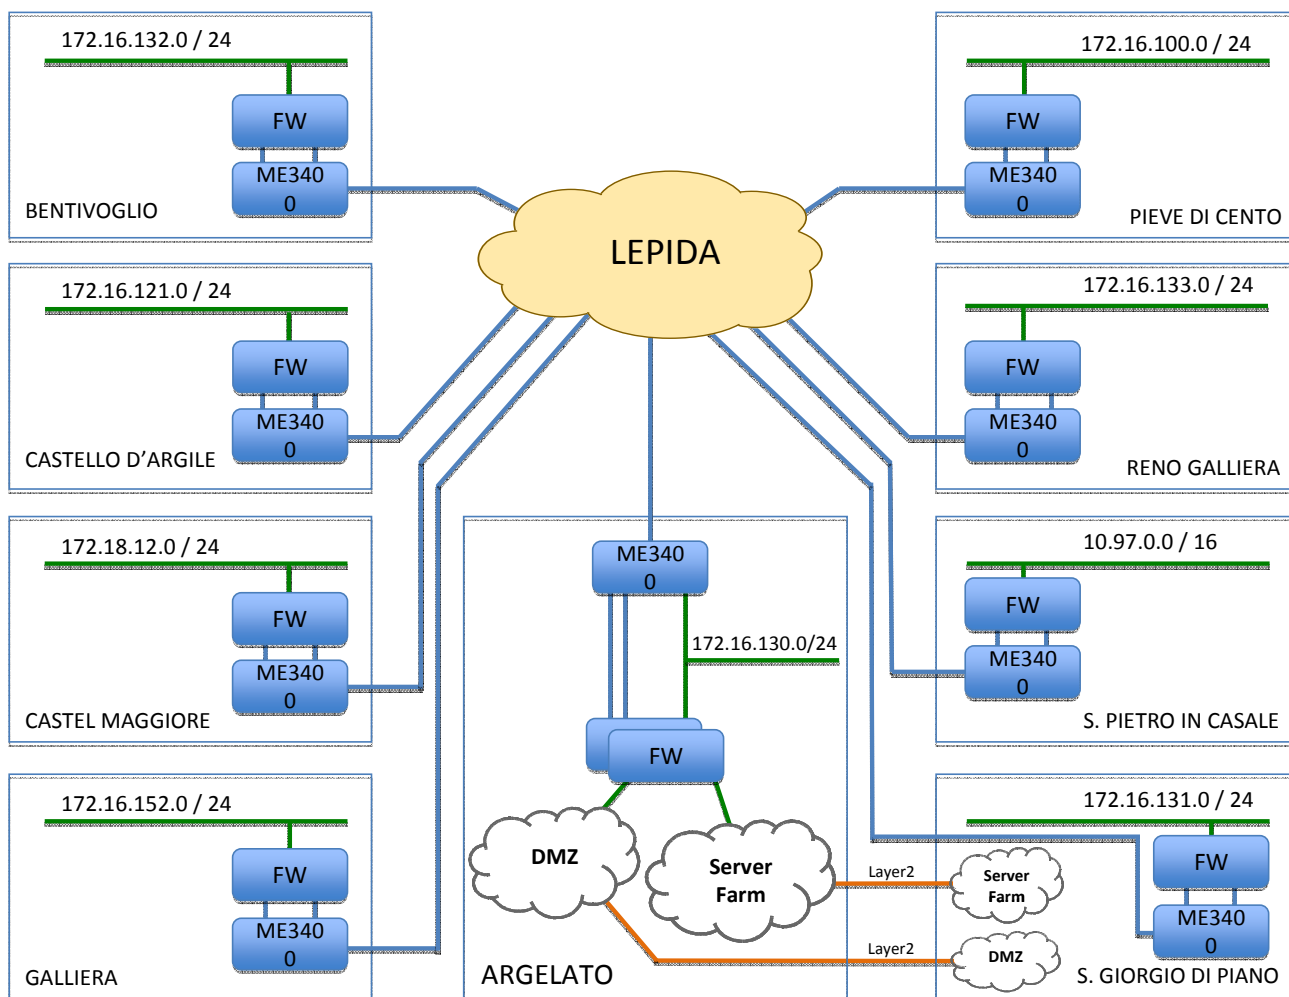 172.16.132.0 / 24
FW
ME340
0
BENTIVOGLIO
172.16.100.0 / 24
FW
ME340
0
PIEVE DI CENTO
LEPIDA
172.16.121.0 / 24
FW
ME340
0
CASTELLO D’ARGILE
172.16.133.0 / 24
FW
ME340
0
RENO GALLIERA
172.18.12.0 / 24
FW
ME340
0
CASTEL MAGGIORE
ME340
0
172.16.130.0/24
FW
DMZ
Server
Farm
ARGELATO
10.97.0.0 / 16
FW
ME340
0
S. PIETRO IN CASALE
172.16.152.0 / 24
FW
ME340
0
GALLIERA
Layer2
Layer2
172.16.131.0 / 24
FW
Server
Farm
ME340
0
DMZ
S. GIORGIO DI PIANO